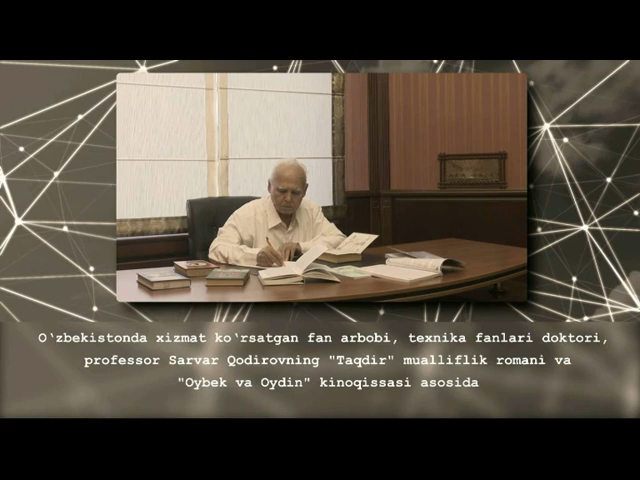 O‘zbekistonda xizmat ko‘rsatgan fan arbobi, texnika fanlari doktori,
professor Sarvar Qodirovning "Taqdir" mualliflik romani va
"Oybek va Oydin" kinoqissasi asosida